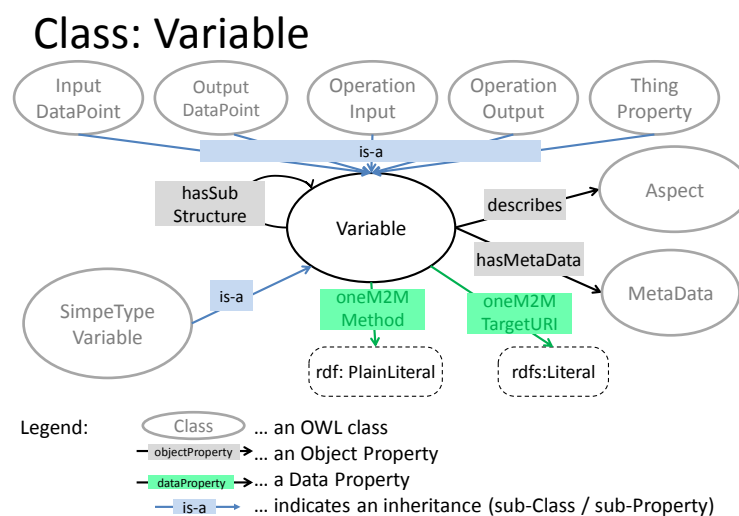 Class: Variable
Input
DataPoint
Output
DataPoint
Operation
Input
Operation
Output
Thing
Property
is-a
hasSub
Structure
Variable
describes
Aspect
hasMetaData
MetaData
is-a
SimpeType
Variable
oneM2M
Method
oneM2M
TargetURI
rdf: PlainLiteral
rdfs:Literal
Legend:
Class
... an OWL class
objectProperty
... an Object Property
dataProperty
... a Data Property
is-a
... indicates an inheritance (sub-Class / sub-Property)